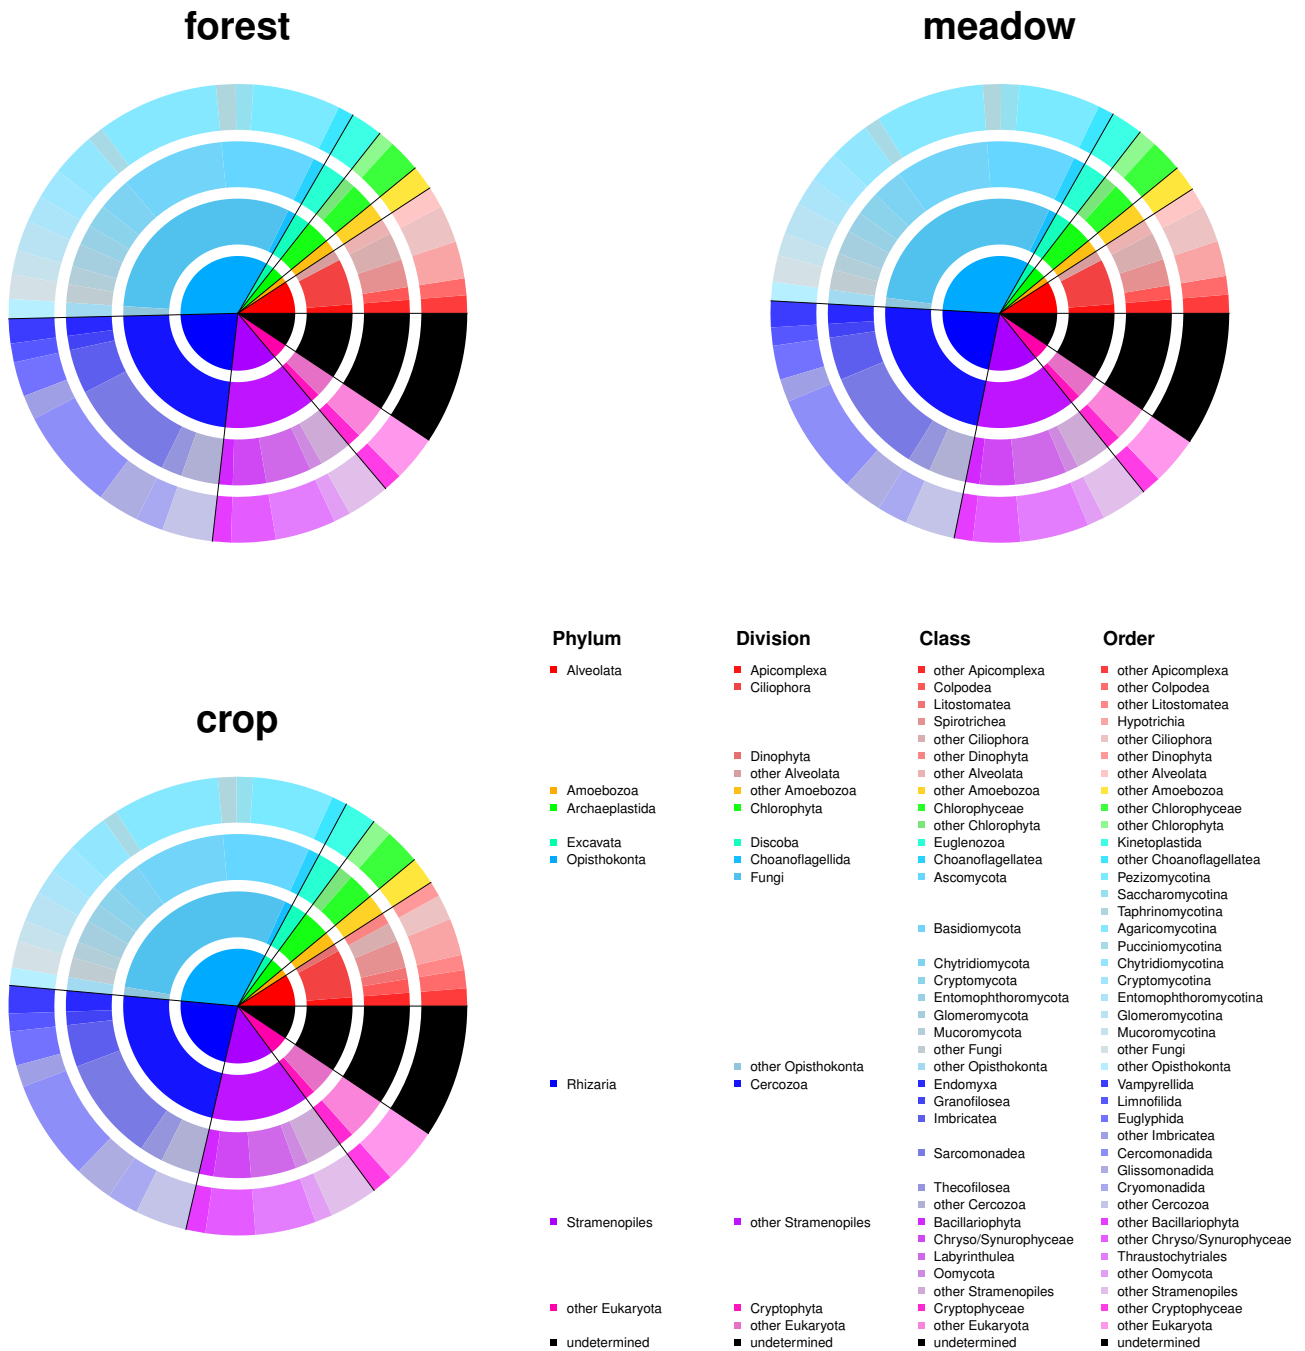 forest
meadow
crop
Phylum Division Class Order
Alveolata Apicomplexa other Apicomplexa other Apicomplexa
Ciliophora Colpodea other Colpodea
Litostomatea other Litostomatea
Spirotrichea Hypotrichia
other Ciliophora other Ciliophora
Dinophyta other Dinophyta other Dinophyta
other Alveolata other Alveolata other Alveolata
Amoebozoa other Amoebozoa other Amoebozoa other Amoebozoa
Archaeplastida Chlorophyta Chlorophyceae other Chlorophyceae
other Chlorophyta other Chlorophyta
Excavata Discoba Euglenozoa Kinetoplastida
Opisthokonta Choanoflagellida Choanoflagellatea other Choanoflagellatea
Fungi Ascomycota Pezizomycotina
Saccharomycotina
Taphrinomycotina
Basidiomycota Agaricomycotina
Pucciniomycotina
Chytridiomycota Chytridiomycotina
Cryptomycota Cryptomycotina
Entomophthoromycota Entomophthoromycotina
Glomeromycota Glomeromycotina
Mucoromycota Mucoromycotina
other Fungi other Fungi
other Opisthokonta other Opisthokonta other Opisthokonta
Rhizaria Cercozoa Endomyxa Vampyrellida
Granofilosea Limnofilida
Imbricatea Euglyphida
other Imbricatea
Sarcomonadea Cercomonadida
Glissomonadida
Thecofilosea Cryomonadida
other Cercozoa other Cercozoa
Stramenopiles other Stramenopiles Bacillariophyta other Bacillariophyta
Chryso/Synurophyceae other Chryso/Synurophyceae
Labyrinthulea Thraustochytriales
Oomycota other Oomycota
other Stramenopiles other Stramenopiles
other Eukaryota Cryptophyta Cryptophyceae other Cryptophyceae
other Eukaryota other Eukaryota other Eukaryota
undetermined undetermined undetermined undetermined